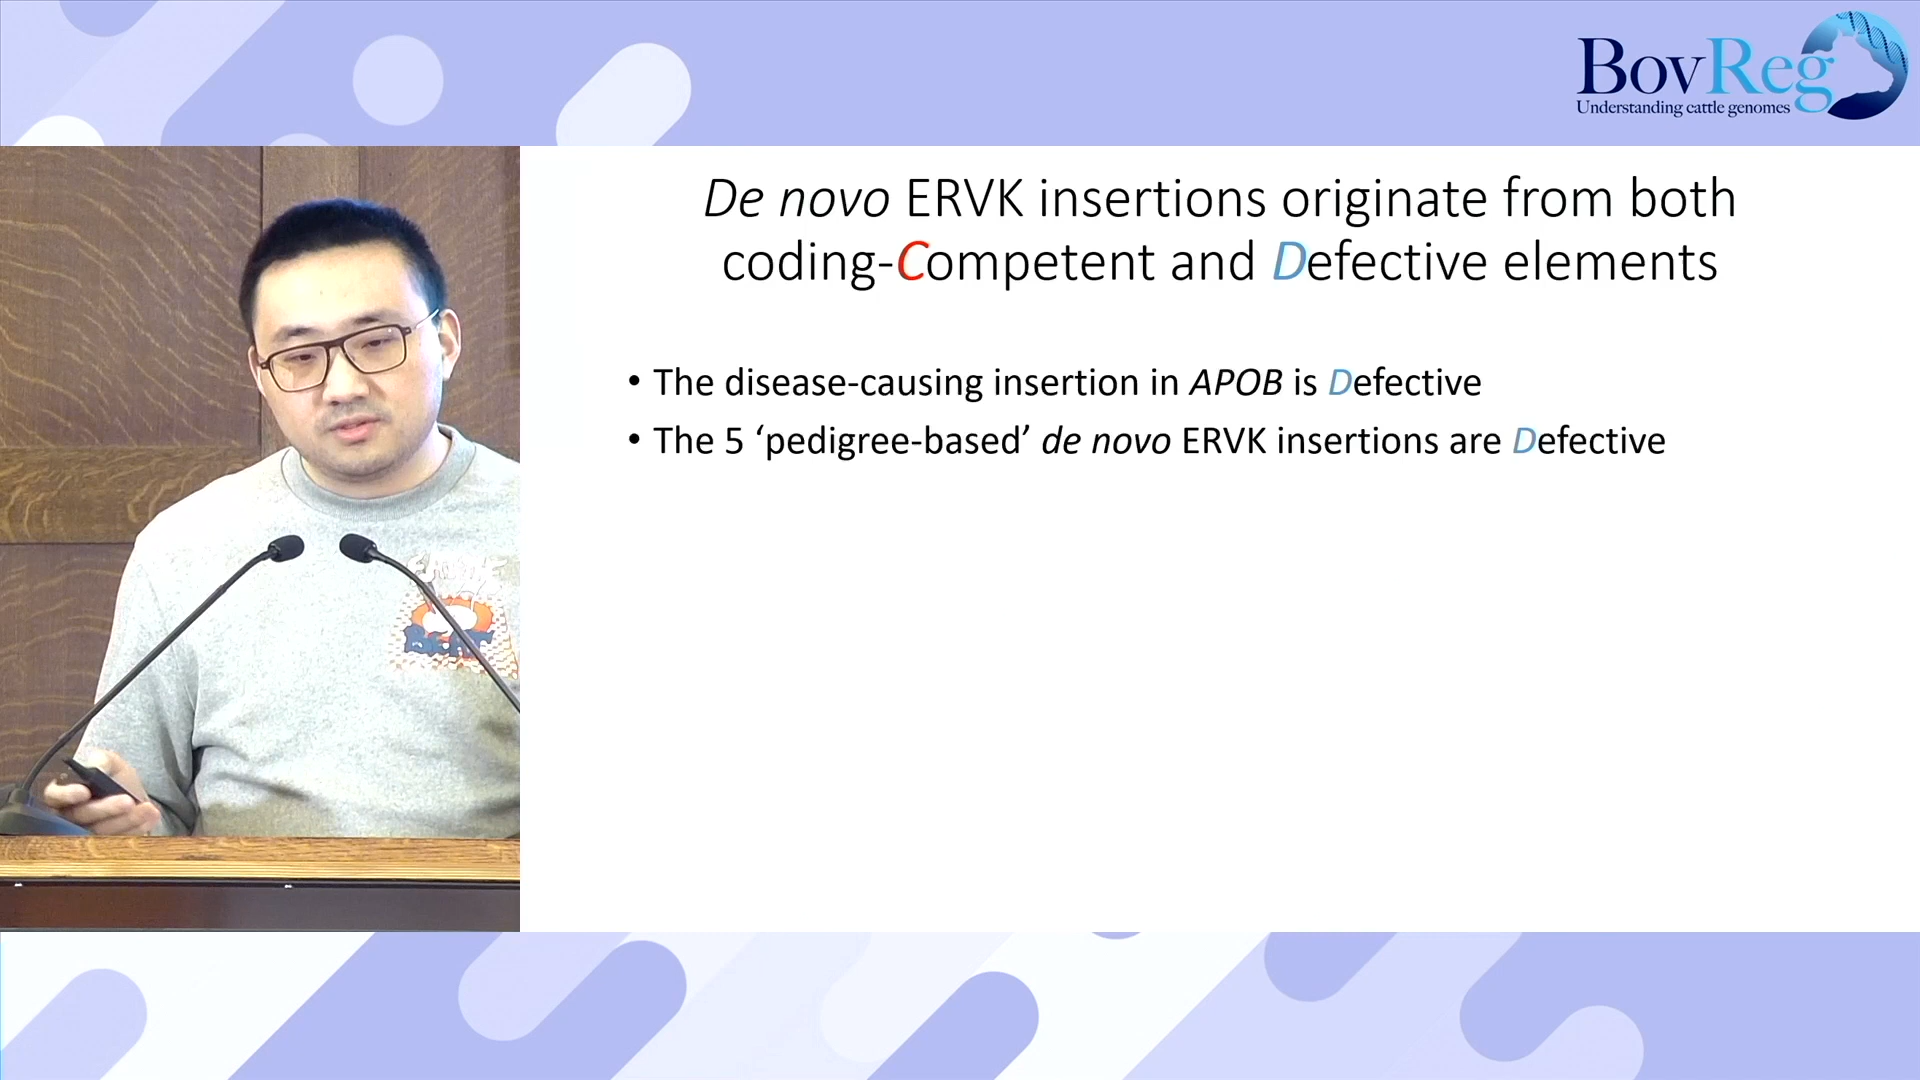 BovReg
Understanding cattle genomes
De novo ERVK insertions originate from both
coding-Competent and Defective elements
• The disease-causing insertion in APOB is Defective
• The 5 ‘pedigree-based’ de novo ERVK insertions are Defective